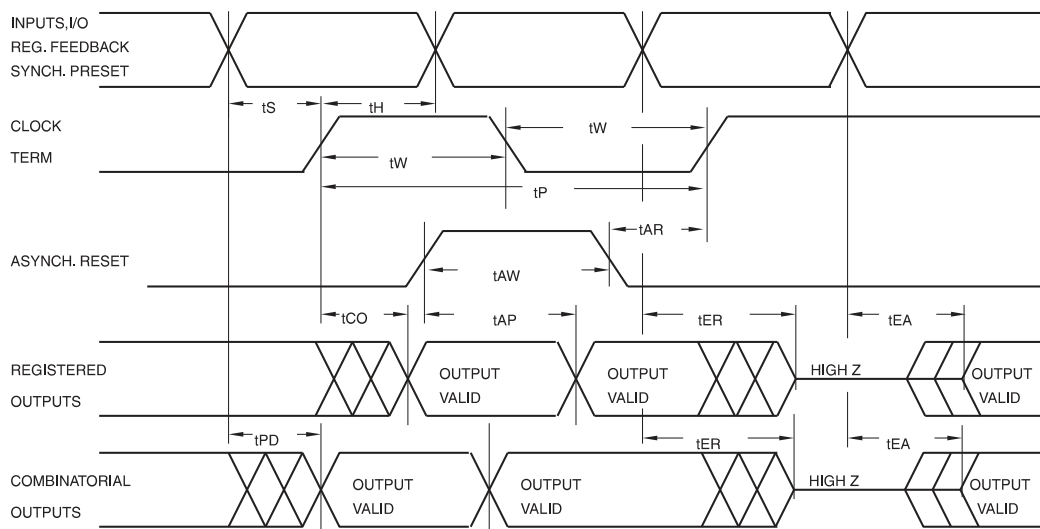 INPUTS,I/O
REG. FEEDBACK
SYNCH. PRESET
tS
tH
CLOCK
TERM
tW
tW
tP
ASYNCH. RESET
tAR
tAW
tCO
tAP
tER
tEA
REGISTERED
OUTPUTS
OUTPUT
VALID
OUTPUT
VALID
HIGH Z
OUTPUT
VALID
tPD
tER
tEA
COMBINATORIAL
OUTPUTS
OUTPUT
VALID
OUTPUT
VALID
HIGH Z
OUTPUT
VALID